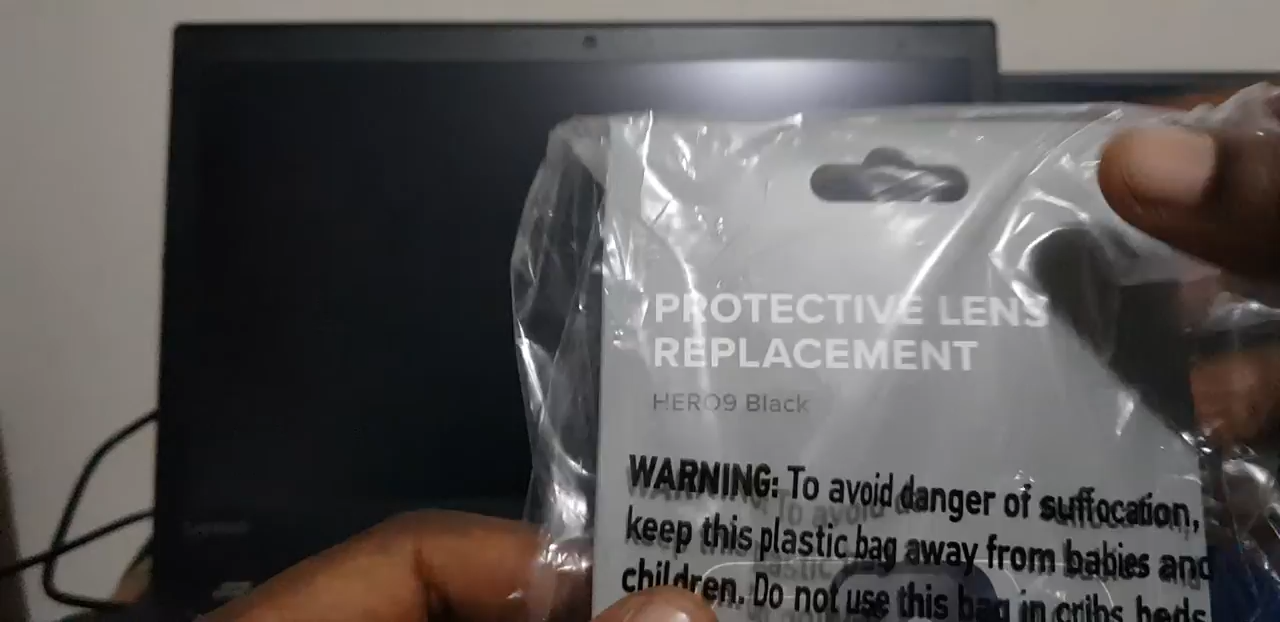 PROTECTIVE LENS
REPLACEMENT
HERO9 Black
WARNING: To avoid danger of suffocation,
keep this plastic bag away from babies and
children. Do not use this bag in cribs beds